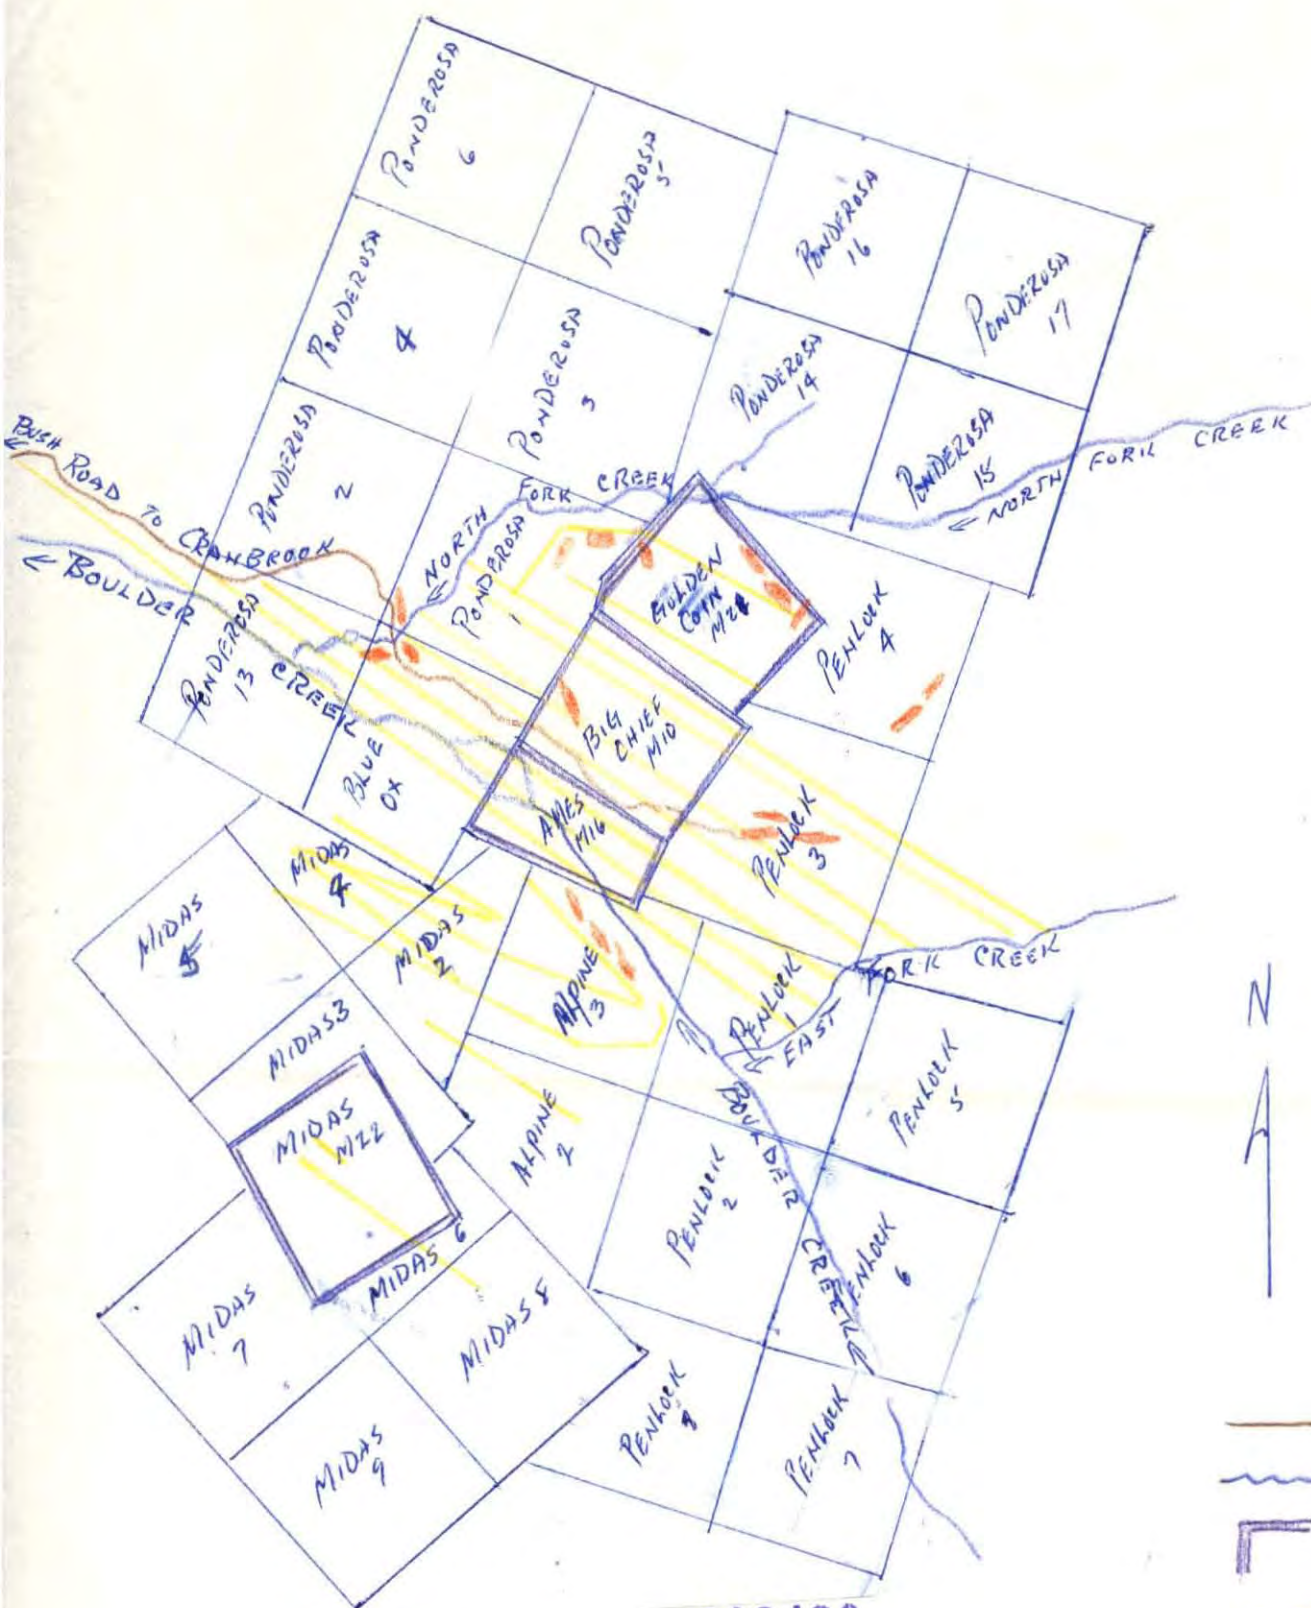 PONDEROSA
6
PONDEROSA
5
PONDEROSA
16
PONDEROSA
17
PONDEROSA
4
PONDEROSA
3
PONDEROSA
14
PONDEROSA
15
PONDEROSA
2
PONDEROSA
1
PONDEROSA
13
BUSH ROAD TO CRANBROOK
← BOULDER CREEK
← NORTH FORK CREEK
← NORTH FORK CREEK
GOLDEN
COIN
PENLOCK
4
BIG
CHIEF
M10
BLUE
OX
AMES
M16
PENLOCK
3
MIDAS
4
MIDAS
5
MIDAS
2
ALPINE
3
PENLOCK
1
← EAST FORK CREEK
MIDAS 3
MIDAS
M22
ALPINE
2
BOULDER CREEK
PENLOCK
5
PENLOCK
2
PENLOCK
6
MIDAS 6
MIDAS
7
MIDAS 8
MIDAS
9
PENLOCK
8
PENLOCK
7
N